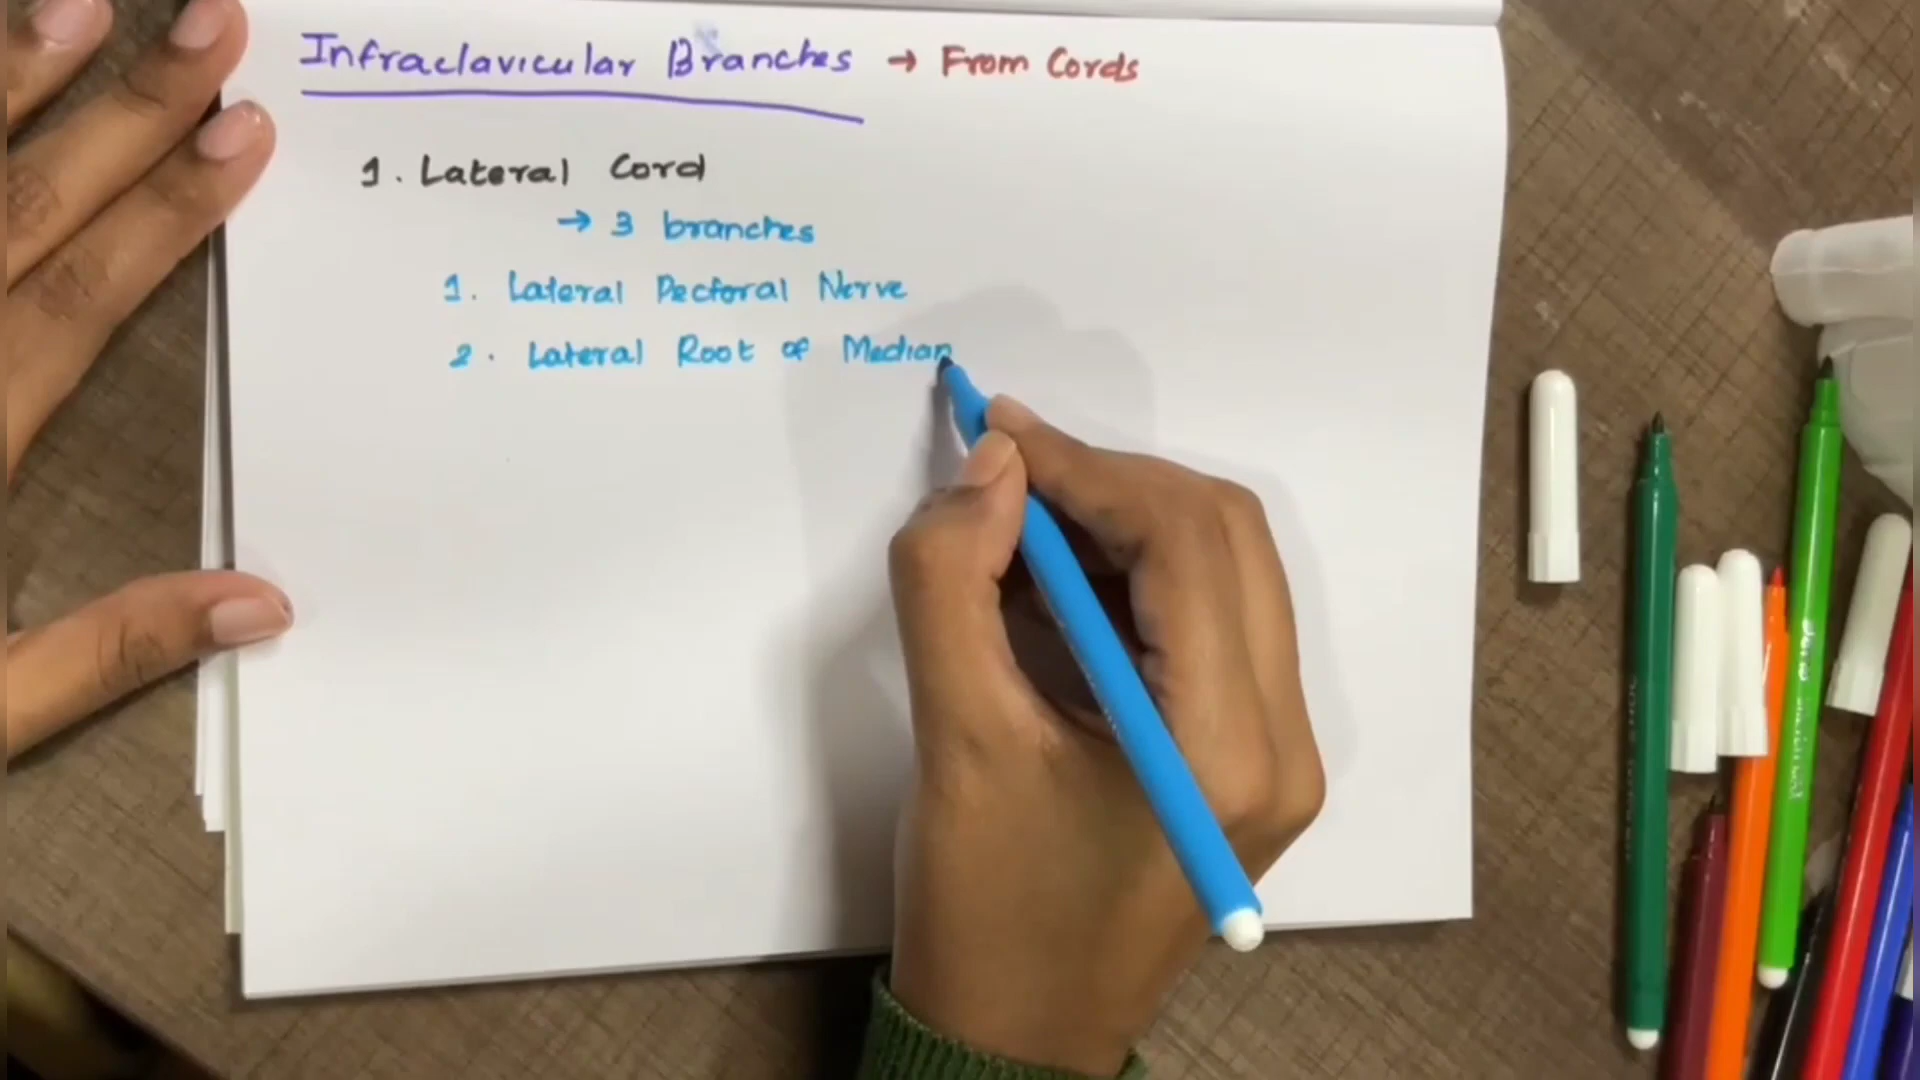 Infraclavicular Branches → From Cords
1. Lateral Cord
→ 3 branches
1. Lateral Pectoral Nerve
2. Lateral Root of Median